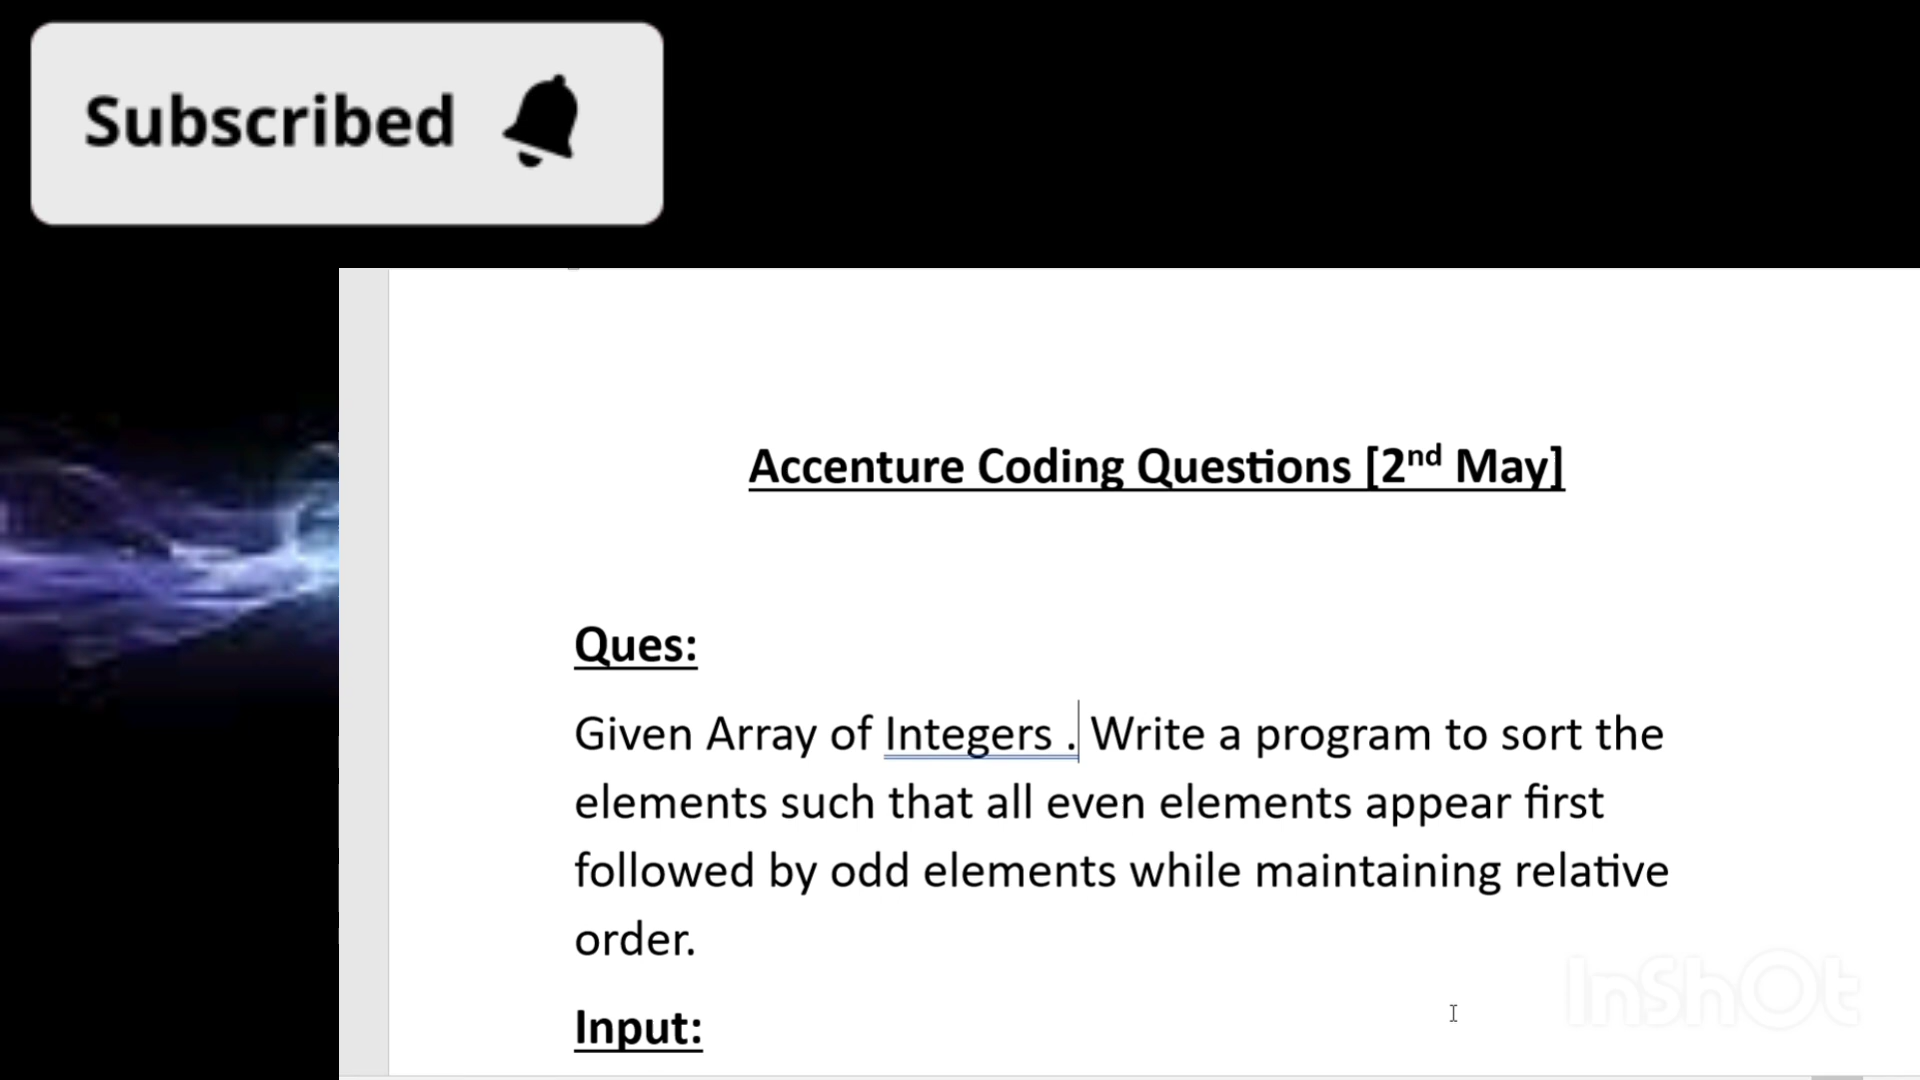 Subscribed
Accenture Coding Questions [2nd May]
Ques:
Given Array of Integers . Write a program to sort the
elements such that all even elements appear first
followed by odd elements while maintaining relative
order.
Input:
InShOt